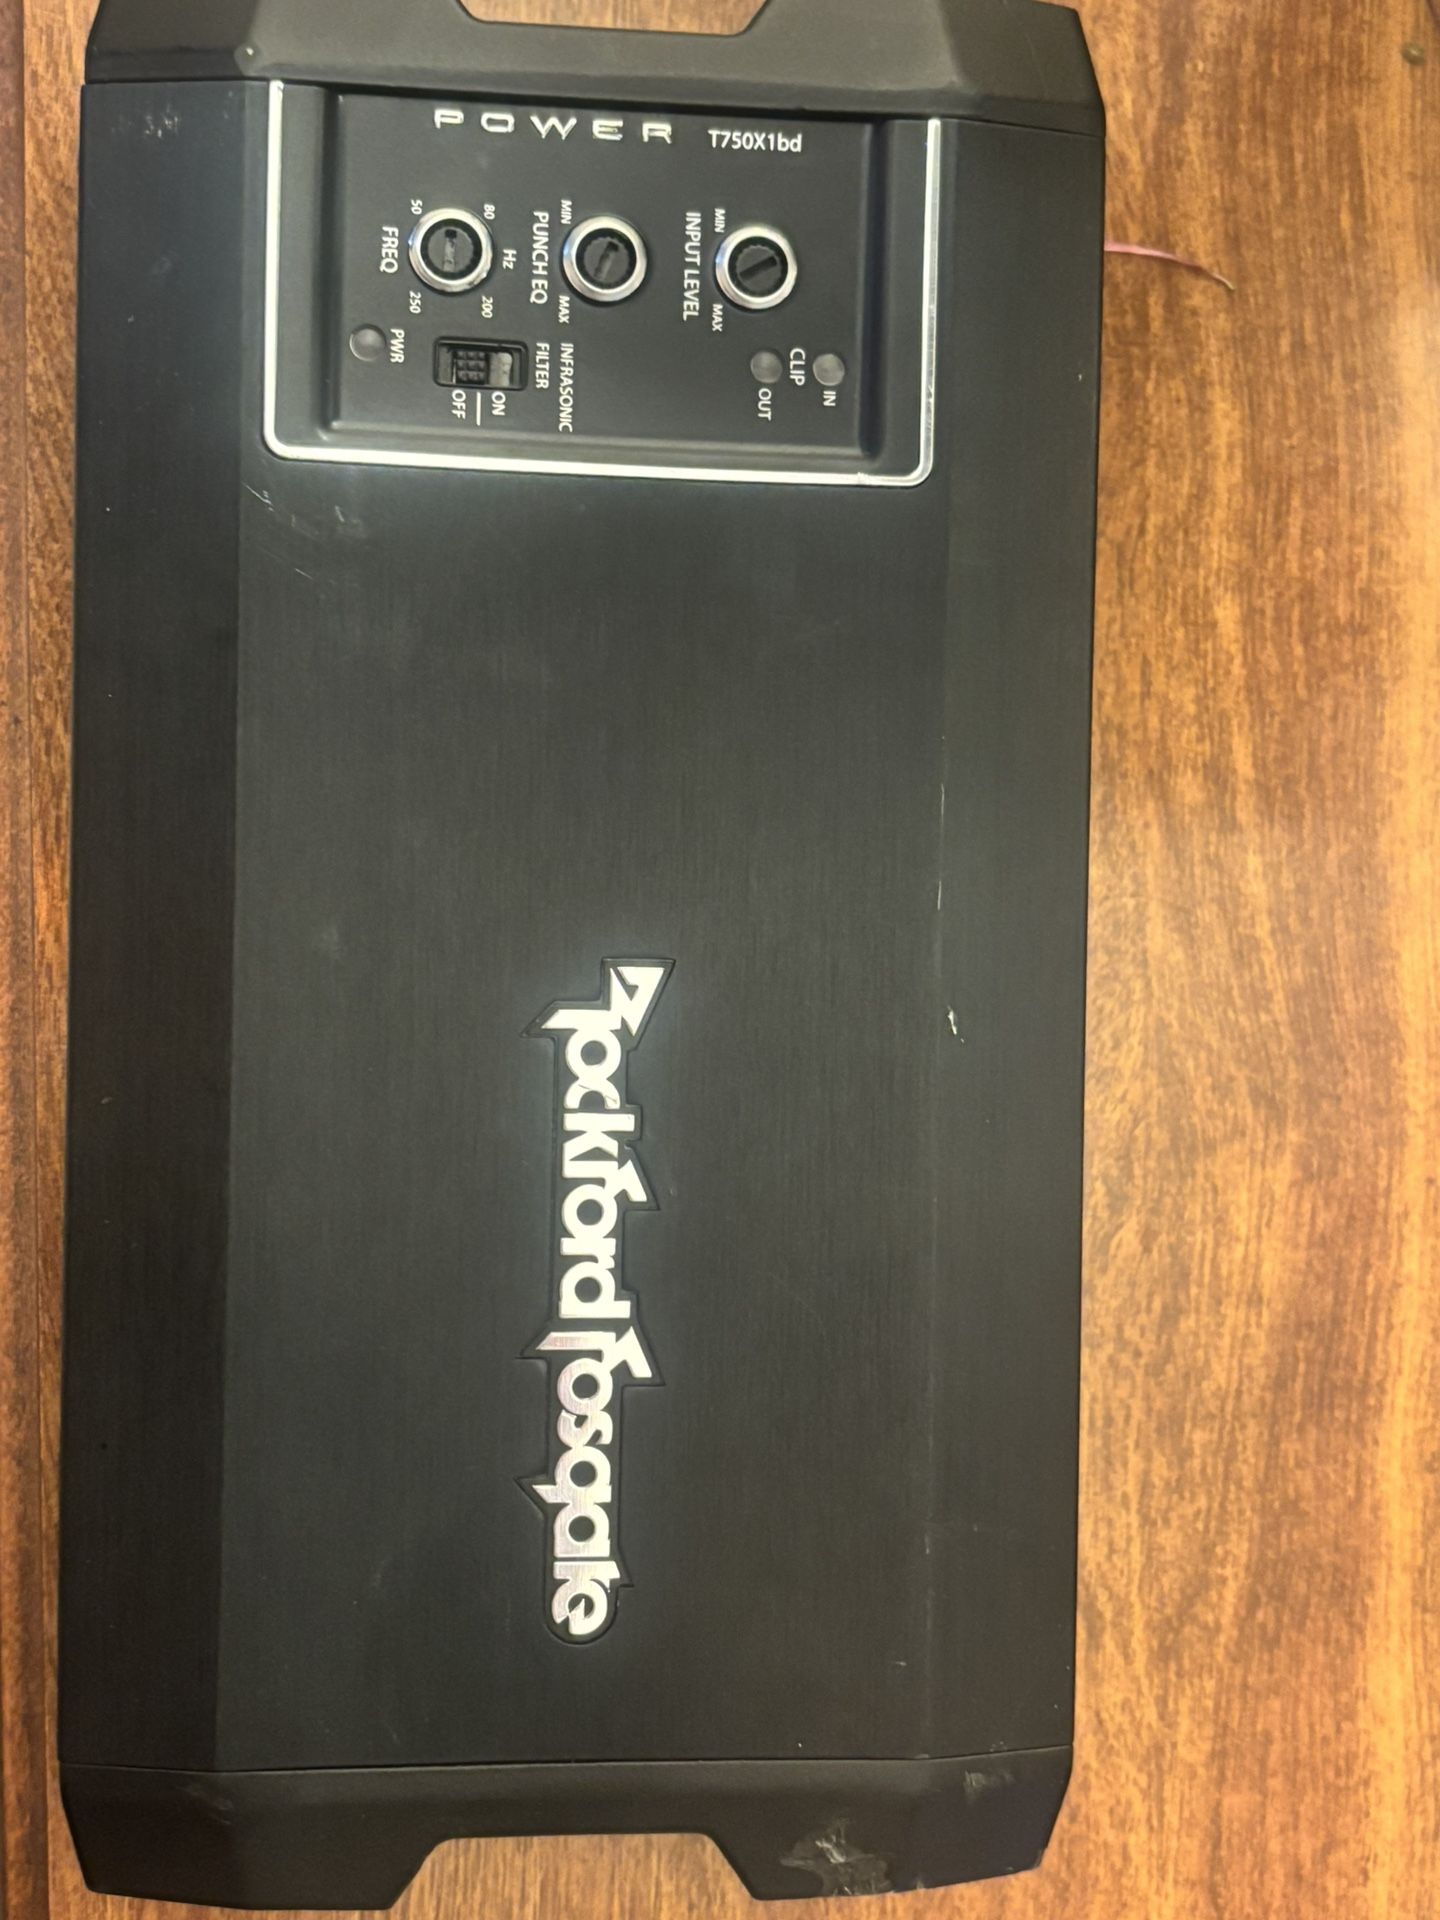 POWER T750X1bd
IN
CLIP
OUT
MIN MAX
INPUT LEVEL
MIN MAX
PUNCH EQ
INFRASONIC
FILTER
80 Hz 200
50 250
FREQ
ON
OFF
PWR
Rockford Fosgate